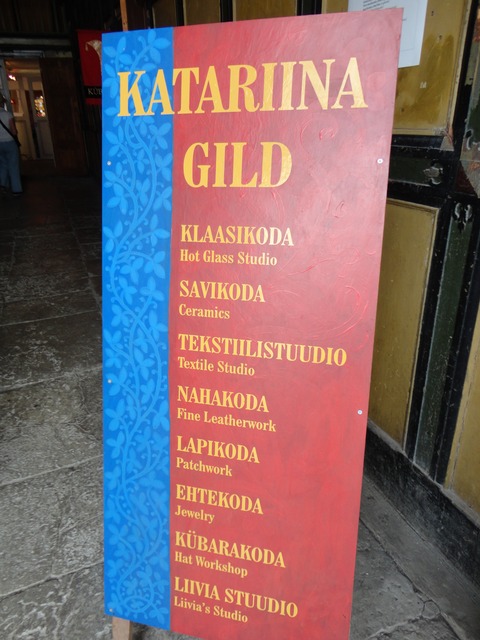 KATARIINA
GILD
KLAASIKODA
Hot Glass Studio
SAVIKODA
Ceramics
TEKSTIILISTUUDIO
Textile Studio
NAHAKODA
Fine Leatherwork
LAPIKODA
Patchwork
EHTEKODA
Jewelry
KÜBARAKODA
Hat Workshop
LIIVIA STUUDIO
Liivia's Studio